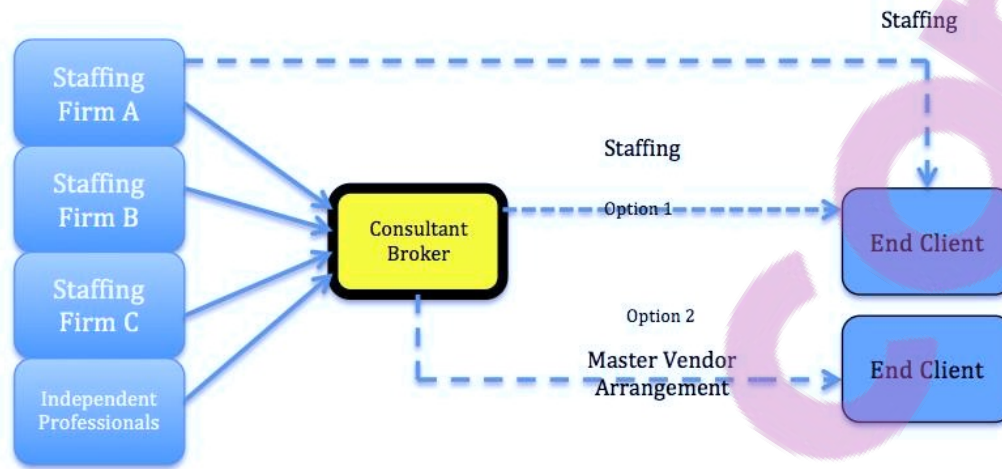 Staffing
Staffing
Firm A
Staffing
Firm B
Staffing
Firm C
Independent
Professionals
Consultant
Broker
Staffing
Option 1
Option 2
Master Vendor
Arrangement
End Client
End Client